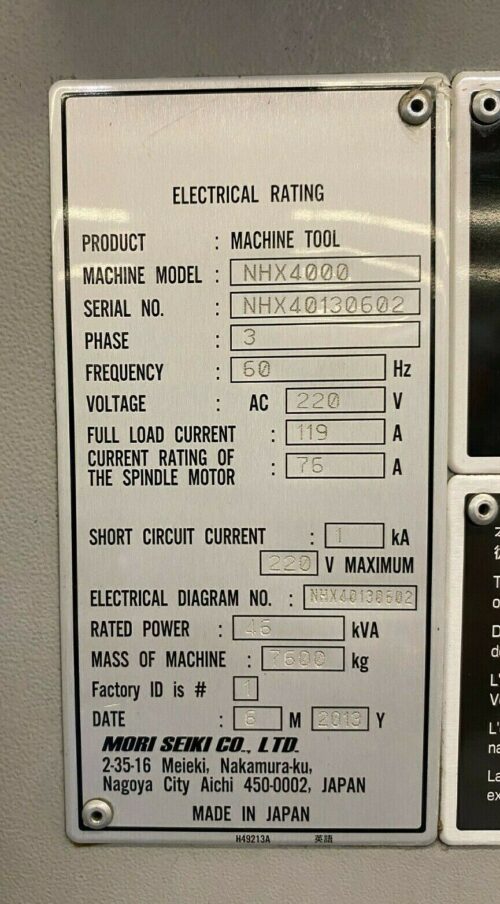 ELECTRICAL RATING
PRODUCT : MACHINE TOOL
MACHINE MODEL : NHX4000
SERIAL NO. : NHX40130602
PHASE : 3
FREQUENCY : 60 Hz
VOLTAGE : AC 220 V
FULL LOAD CURRENT : 119 A
CURRENT RATING OF
THE SPINDLE MOTOR : 76 A
SHORT CIRCUIT CURRENT : 1 kA
220 V MAXIMUM
ELECTRICAL DIAGRAM NO. : NHX40130602
RATED POWER : 45 kVA
MASS OF MACHINE : 7600 kg
Factory ID is # 1
DATE : 6 M 2013 Y
MORI SEIKI CO., LTD.
2-35-16 Meieki, Nakamura-ku,
Nagoya City Aichi 450-0002, JAPAN
MADE IN JAPAN
H49213A 英語